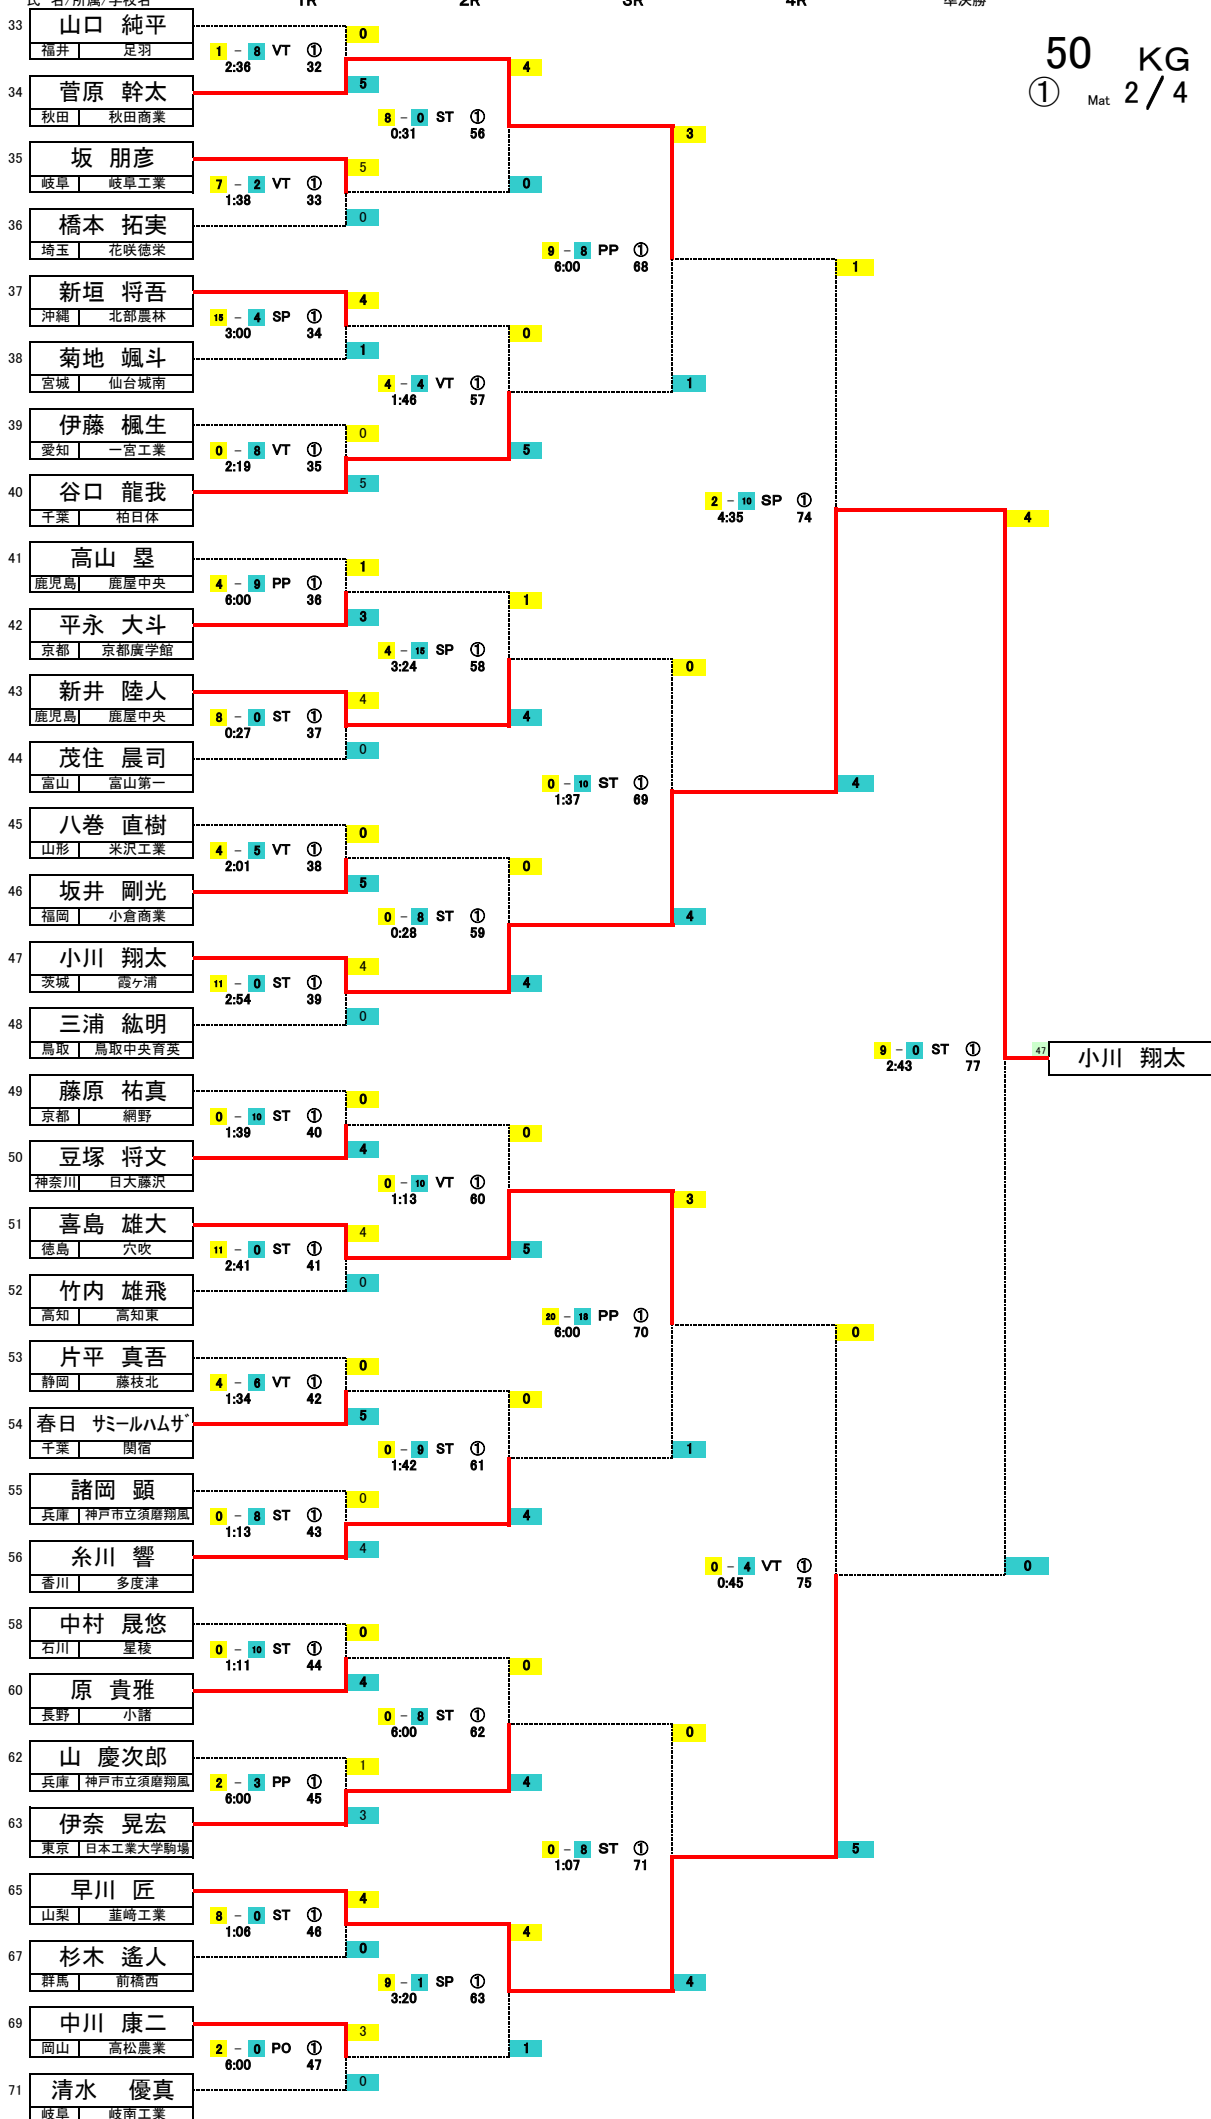 氏 名/所属/学校名 1R 2R 3R 4R 準決勝
50 KG
① Mat 2/4
33 山口 純平 0
福井 足羽 1 - 8 VT ①
2:36 32
4
34 菅原 幹太 5
秋田 秋田商業 8 - 0 ST ①
0:31 56
3
35 坂 朋彦 5
岐阜 岐阜工業 7 - 2 VT ① 0
1:38 33
36 橋本 拓実 0
埼玉 花咲徳栄 9 - 8 PP ①
6:00 68
1
37 新垣 将吾 4
沖縄 北部農林 15 - 4 SP ①
3:00 34
0
38 菊地 颯斗 1
宮城 仙台城南 4 - 4 VT ① 1
1:46 57
39 伊藤 楓生 0
愛知 一宮工業 0 - 8 VT ① 5
2:19 35
40 谷口 龍我 5
千葉 柏日体 2 - 10 SP ①
4:35 74
4
41 高山 塁 1
鹿児島 鹿屋中央 4 - 9 PP ①
6:00 36
1
42 平永 大斗 3
京都 京都廣学館 4 - 15 SP ①
3:24 58
0
43 新井 陸人 4
鹿児島 鹿屋中央 8 - 0 ST ① 4
0:27 37
44 茂住 晨司 0
富山 富山第一 0 - 10 ST ① 4
1:37 69
45 八巻 直樹 0
山形 米沢工業 4 - 5 VT ①
2:01 38
0
46 坂井 剛光 5
福岡 小倉商業 0 - 8 ST ① 4
0:28 59
47 小川 翔太 4
茨城 霞ケ浦 11 - 0 ST ① 4
2:54 39
48 三浦 紘明 0
鳥取 鳥取中央育英 9 - 0 ST ① 47 小川 翔太
2:43 77
49 藤原 祐真 0
京都 網野 0 - 10 ST ①
1:39 40
0
50 豆塚 将文 4
神奈川 日大藤沢 0 - 10 VT ①
1:13 60
3
51 喜島 雄大 4
徳島 穴吹 11 - 0 ST ① 5
2:41 41
52 竹内 雄飛 0
高知 高知東 20 - 18 PP ①
6:00 70
0
53 片平 真吾 0
静岡 藤枝北 4 - 6 VT ①
1:34 42
0
54 春日 サミールハムザ 5
千葉 関宿 0 - 9 ST ① 1
1:42 61
55 諸岡 顕 0
兵庫 神戸市立須磨翔風 0 - 8 ST ① 4
1:13 43
56 糸川 響 4
香川 多度津 0 - 4 VT ① 0
0:45 75
58 中村 晟悠 0
石川 星稜 0 - 10 ST ①
1:11 44
0
60 原 貴雅 4
長野 小諸 0 - 8 ST ①
6:00 62
0
62 山 慶次郎 1
兵庫 神戸市立須磨翔風 2 - 3 PP ① 4
6:00 45
63 伊奈 晃宏 3
東京 日本工業大学駒場 0 - 8 ST ① 5
1:07 71
65 早川 匠 4
山梨 韮崎工業 8 - 0 ST ①
1:06 46
4
67 杉木 遙人 0
群馬 前橋西 9 - 1 SP ① 4
3:20 63
69 中川 康二 3
岡山 高松農業 2 - 0 PO ① 1
6:00 47
71 清水 優真 0
岐阜 岐南工業